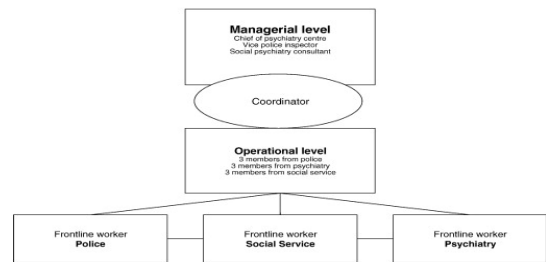 Managerial level
Chief of psychiatry centre
Vice police inspector
Social psychiatry consultant
Coordinator
Operational level
3 members from police
3 members from psychiatry
3 members from social service
Frontline worker
Police
Frontline worker
Social Service
Frontline worker
Psychiatry